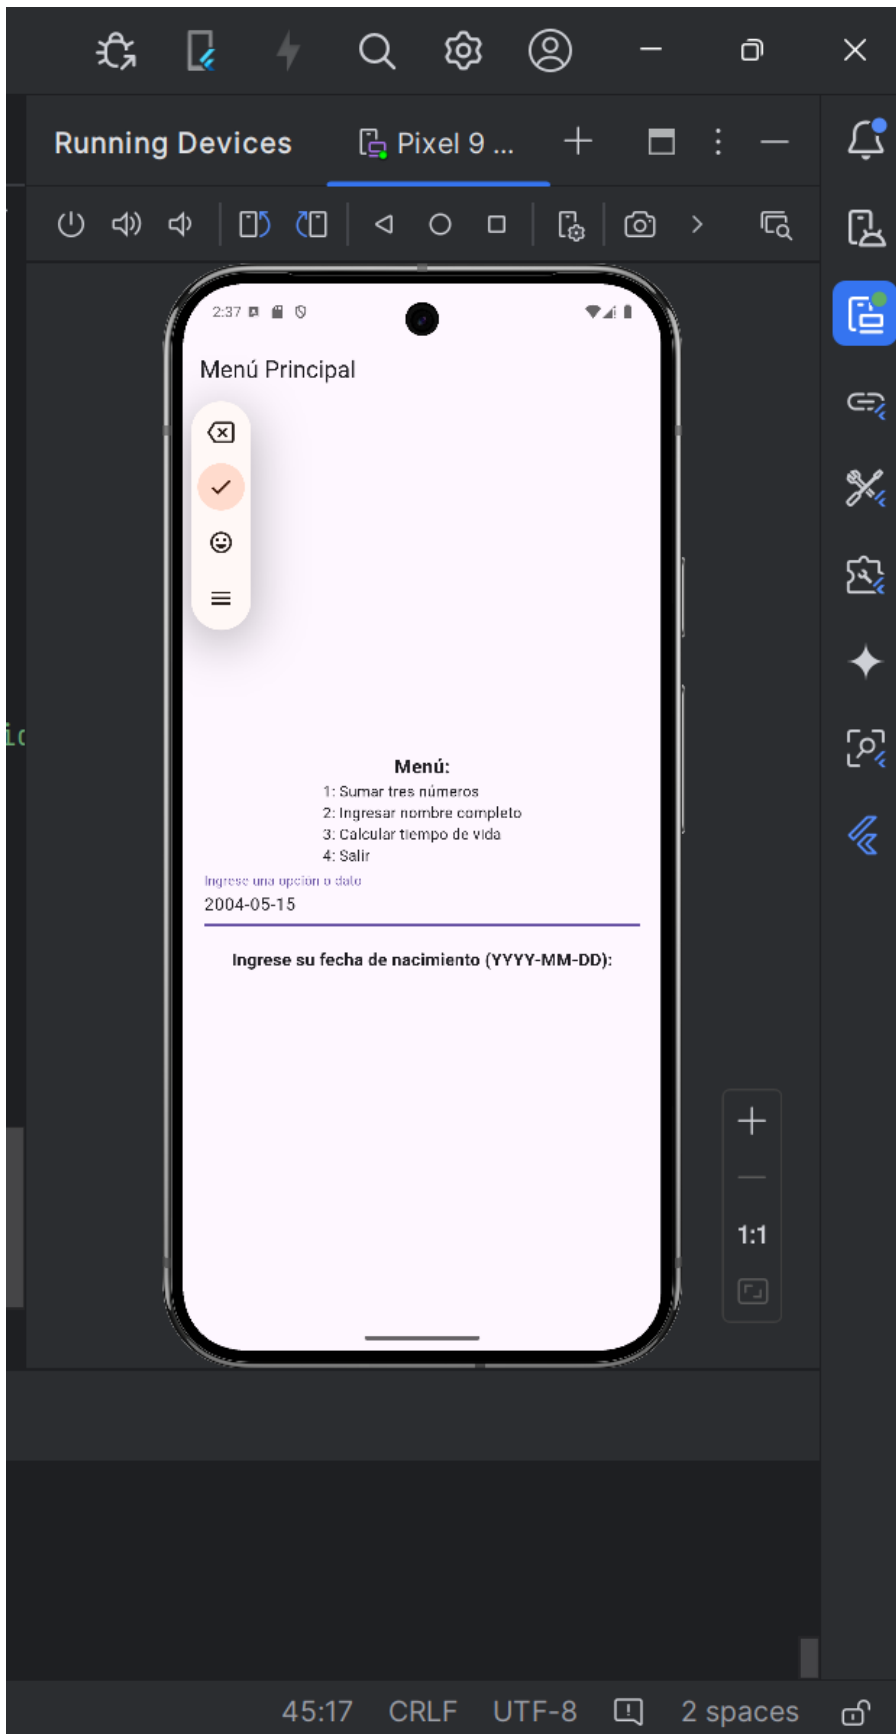 Running Devices
Pixel 9 ...
2:37
Menú Principal
Menú:
1: Sumar tres números
2: Ingresar nombre completo
3: Calcular tiempo de vida
4: Salir
Ingrese una opción o dato
2004-05-15
Ingrese su fecha de nacimiento (YYYY-MM-DD):
1:1
45:17 CRLF UTF-8 2 spaces